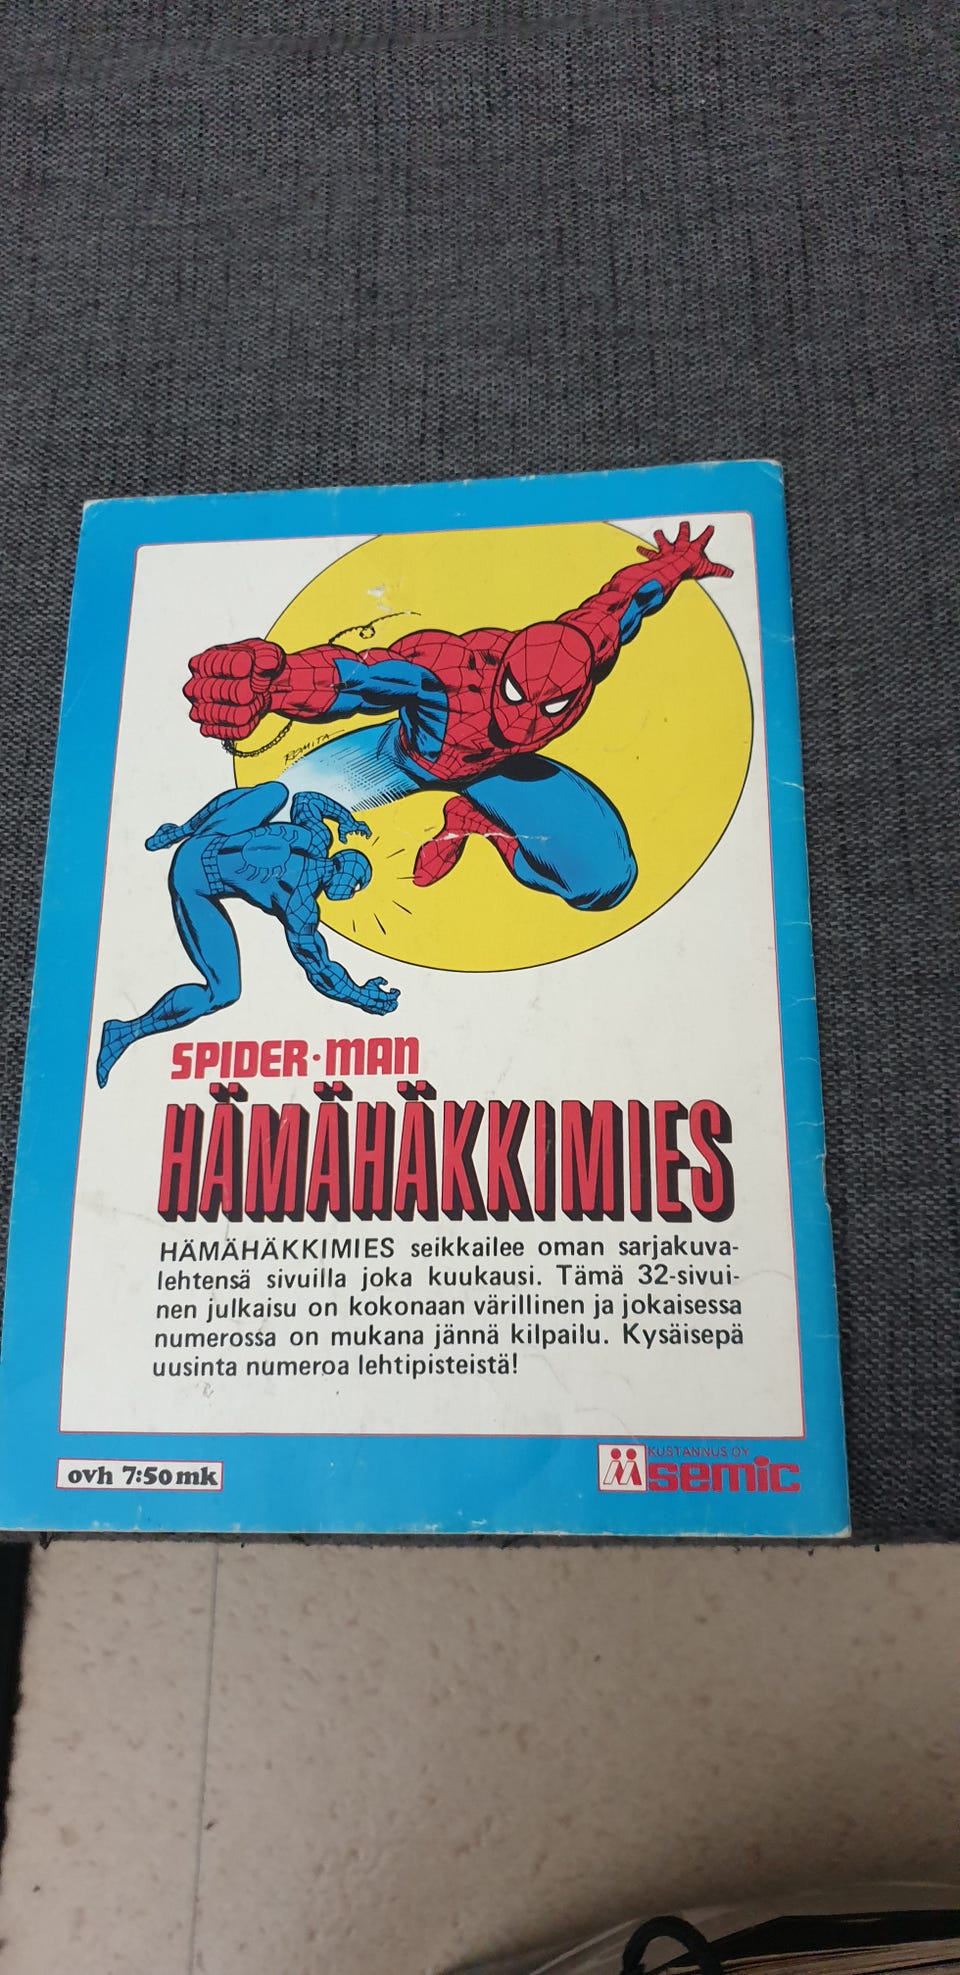 ROMITA
SPIDER·MAN
HÄMÄHÄKKIMIES
HÄMÄHÄKKIMIES seikkailee oman sarjakuva-
lehtensä sivuilla joka kuukausi. Tämä 32-sivui-
nen julkaisu on kokonaan värillinen ja jokaisessa
numerossa on mukana jännä kilpailu. Kysäisepä
uusinta numeroa lehtipisteistä!
ovh 7:50 mk
KUSTANNUS OY
semic